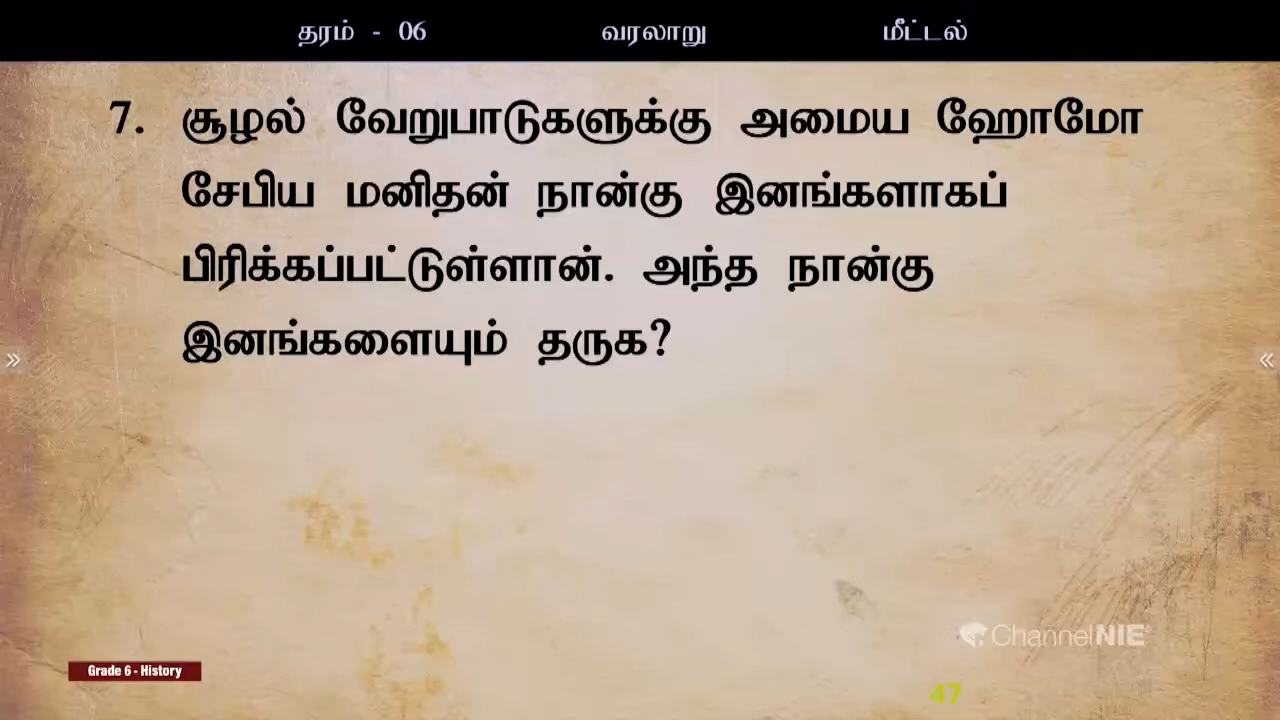 தரம் - 06 வரலாறு மீட்டல்
7. சூழல் வேறுபாடுகளுக்கு அமைய ஹோமோ
சேபிய மனிதன் நான்கு இனங்களாகப்
பிரிக்கப்பட்டுள்ளான். அந்த நான்கு
இனங்களையும் தருக?
ChannelNIE
Grade 6 - History
47